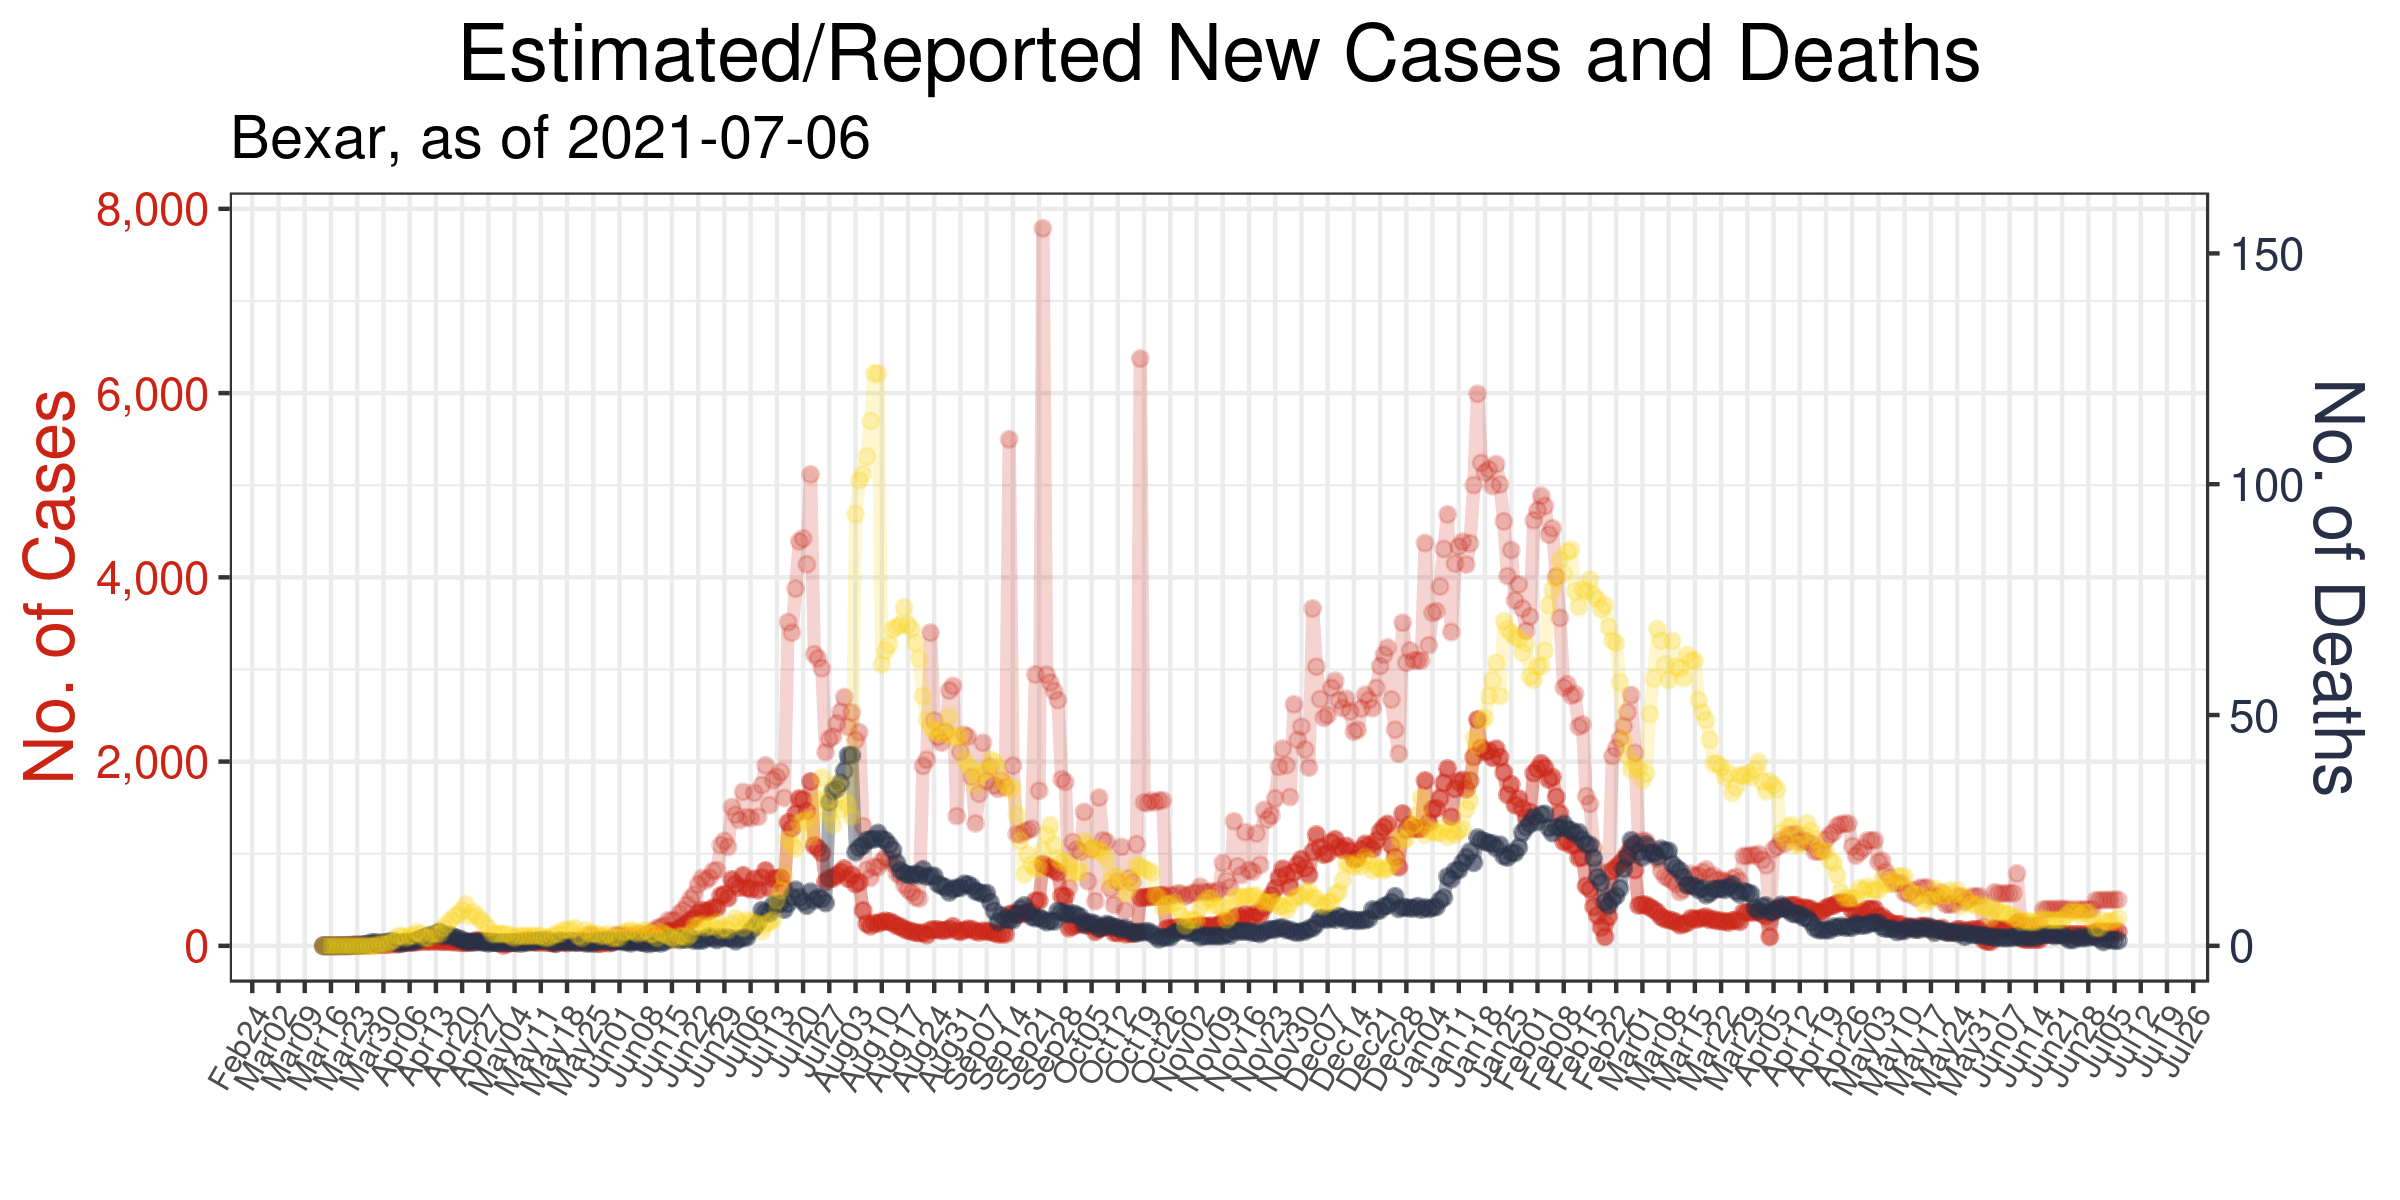 Estimated/Reported New Cases and Deaths
Bexar, as of 2021-07-06
No. of Cases
8,000
6,000
4,000
2,000
0
150
100
50
0
No. of Deaths
Feb24
Mar02
Mar09
Mar16
Mar23
Mar30
Apr06
Apr13
Apr20
Apr27
May04
May11
May18
May25
Jun01
Jun08
Jun15
Jun22
Jun29
Jul06
Jul13
Jul20
Jul27
Aug03
Aug10
Aug17
Aug24
Aug31
Sep07
Sep14
Sep21
Sep28
Oct05
Oct12
Oct19
Oct26
Nov02
Nov09
Nov16
Nov23
Nov30
Dec07
Dec14
Dec21
Dec28
Jan04
Jan11
Jan18
Jan25
Feb01
Feb08
Feb15
Feb22
Mar01
Mar08
Mar15
Mar22
Mar29
Apr05
Apr12
Apr19
Apr26
May03
May10
May17
May24
May31
Jun07
Jun14
Jun21
Jun28
Jul05
Jul12
Jul19
Jul26